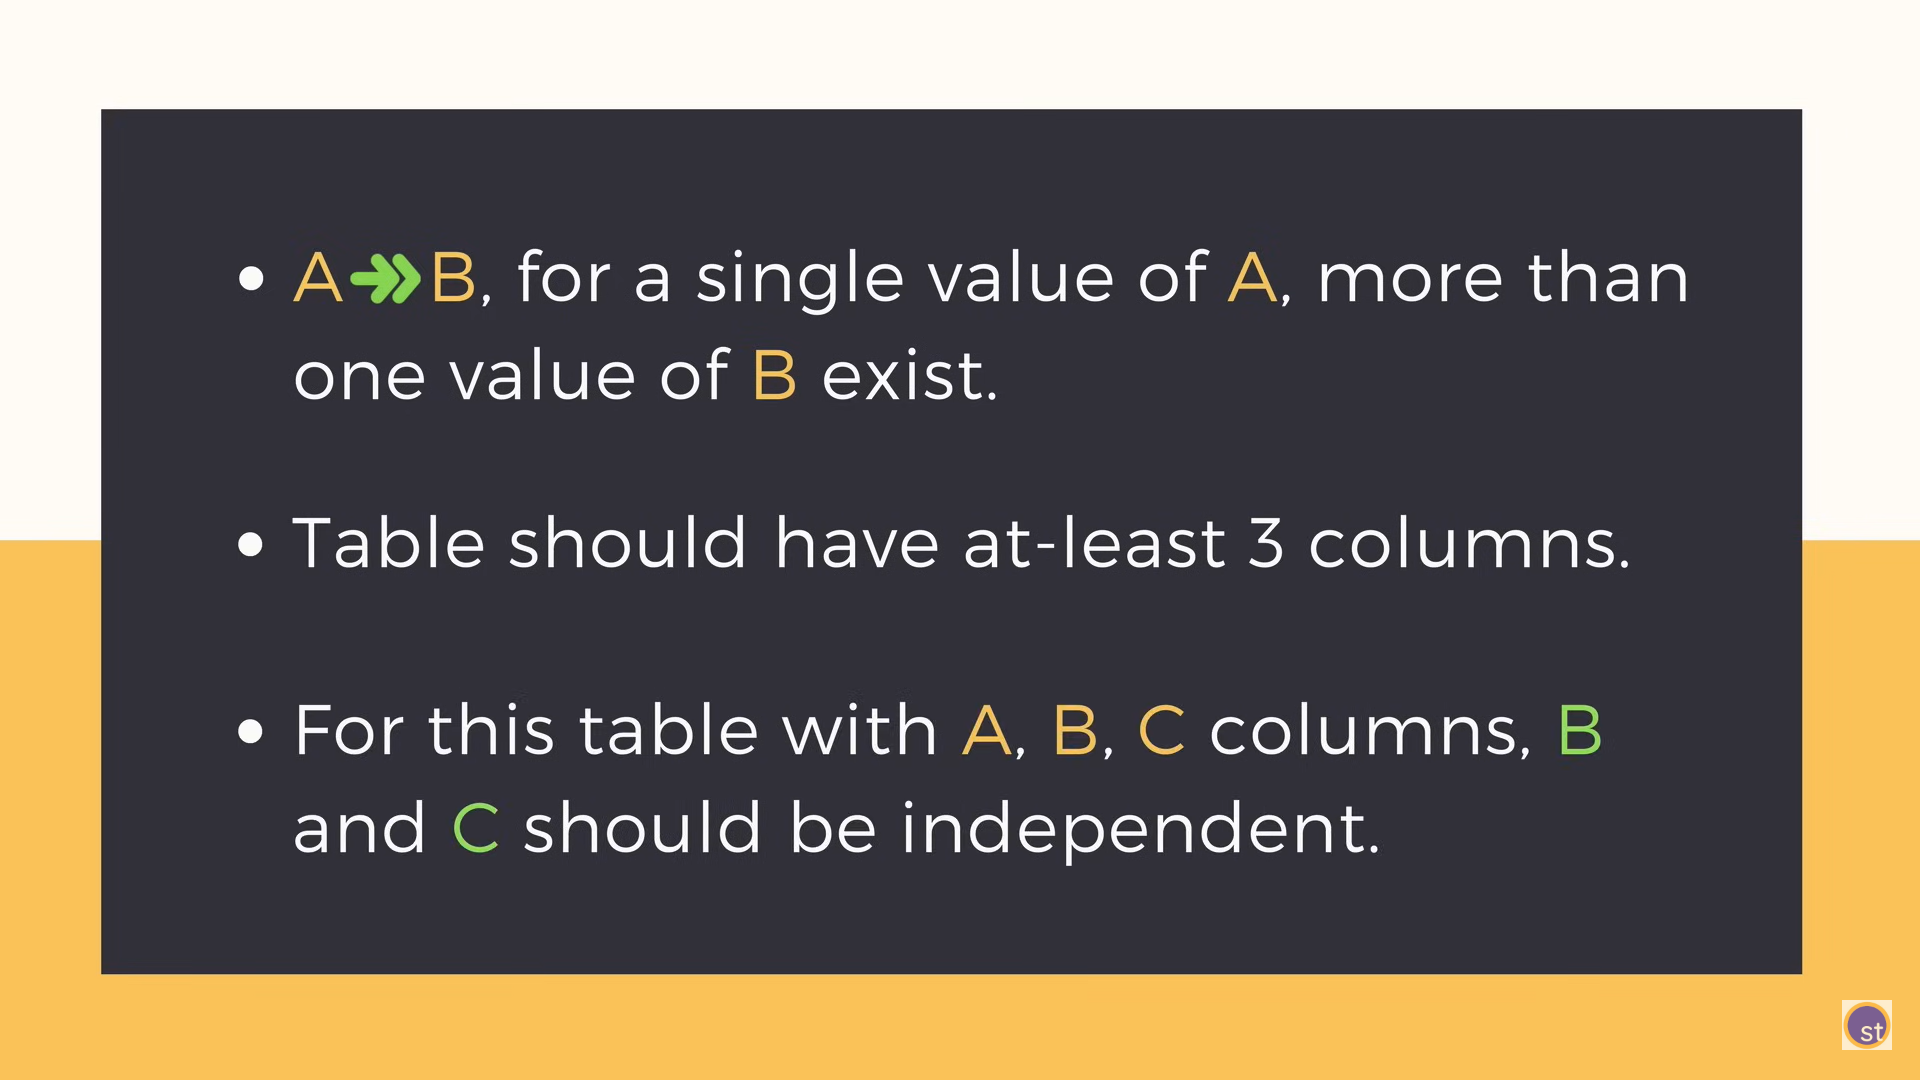 • A↠B, for a single value of A, more than
one value of B exist.
• Table should have at-least 3 columns.
• For this table with A, B, C columns, B
and C should be independent.
st